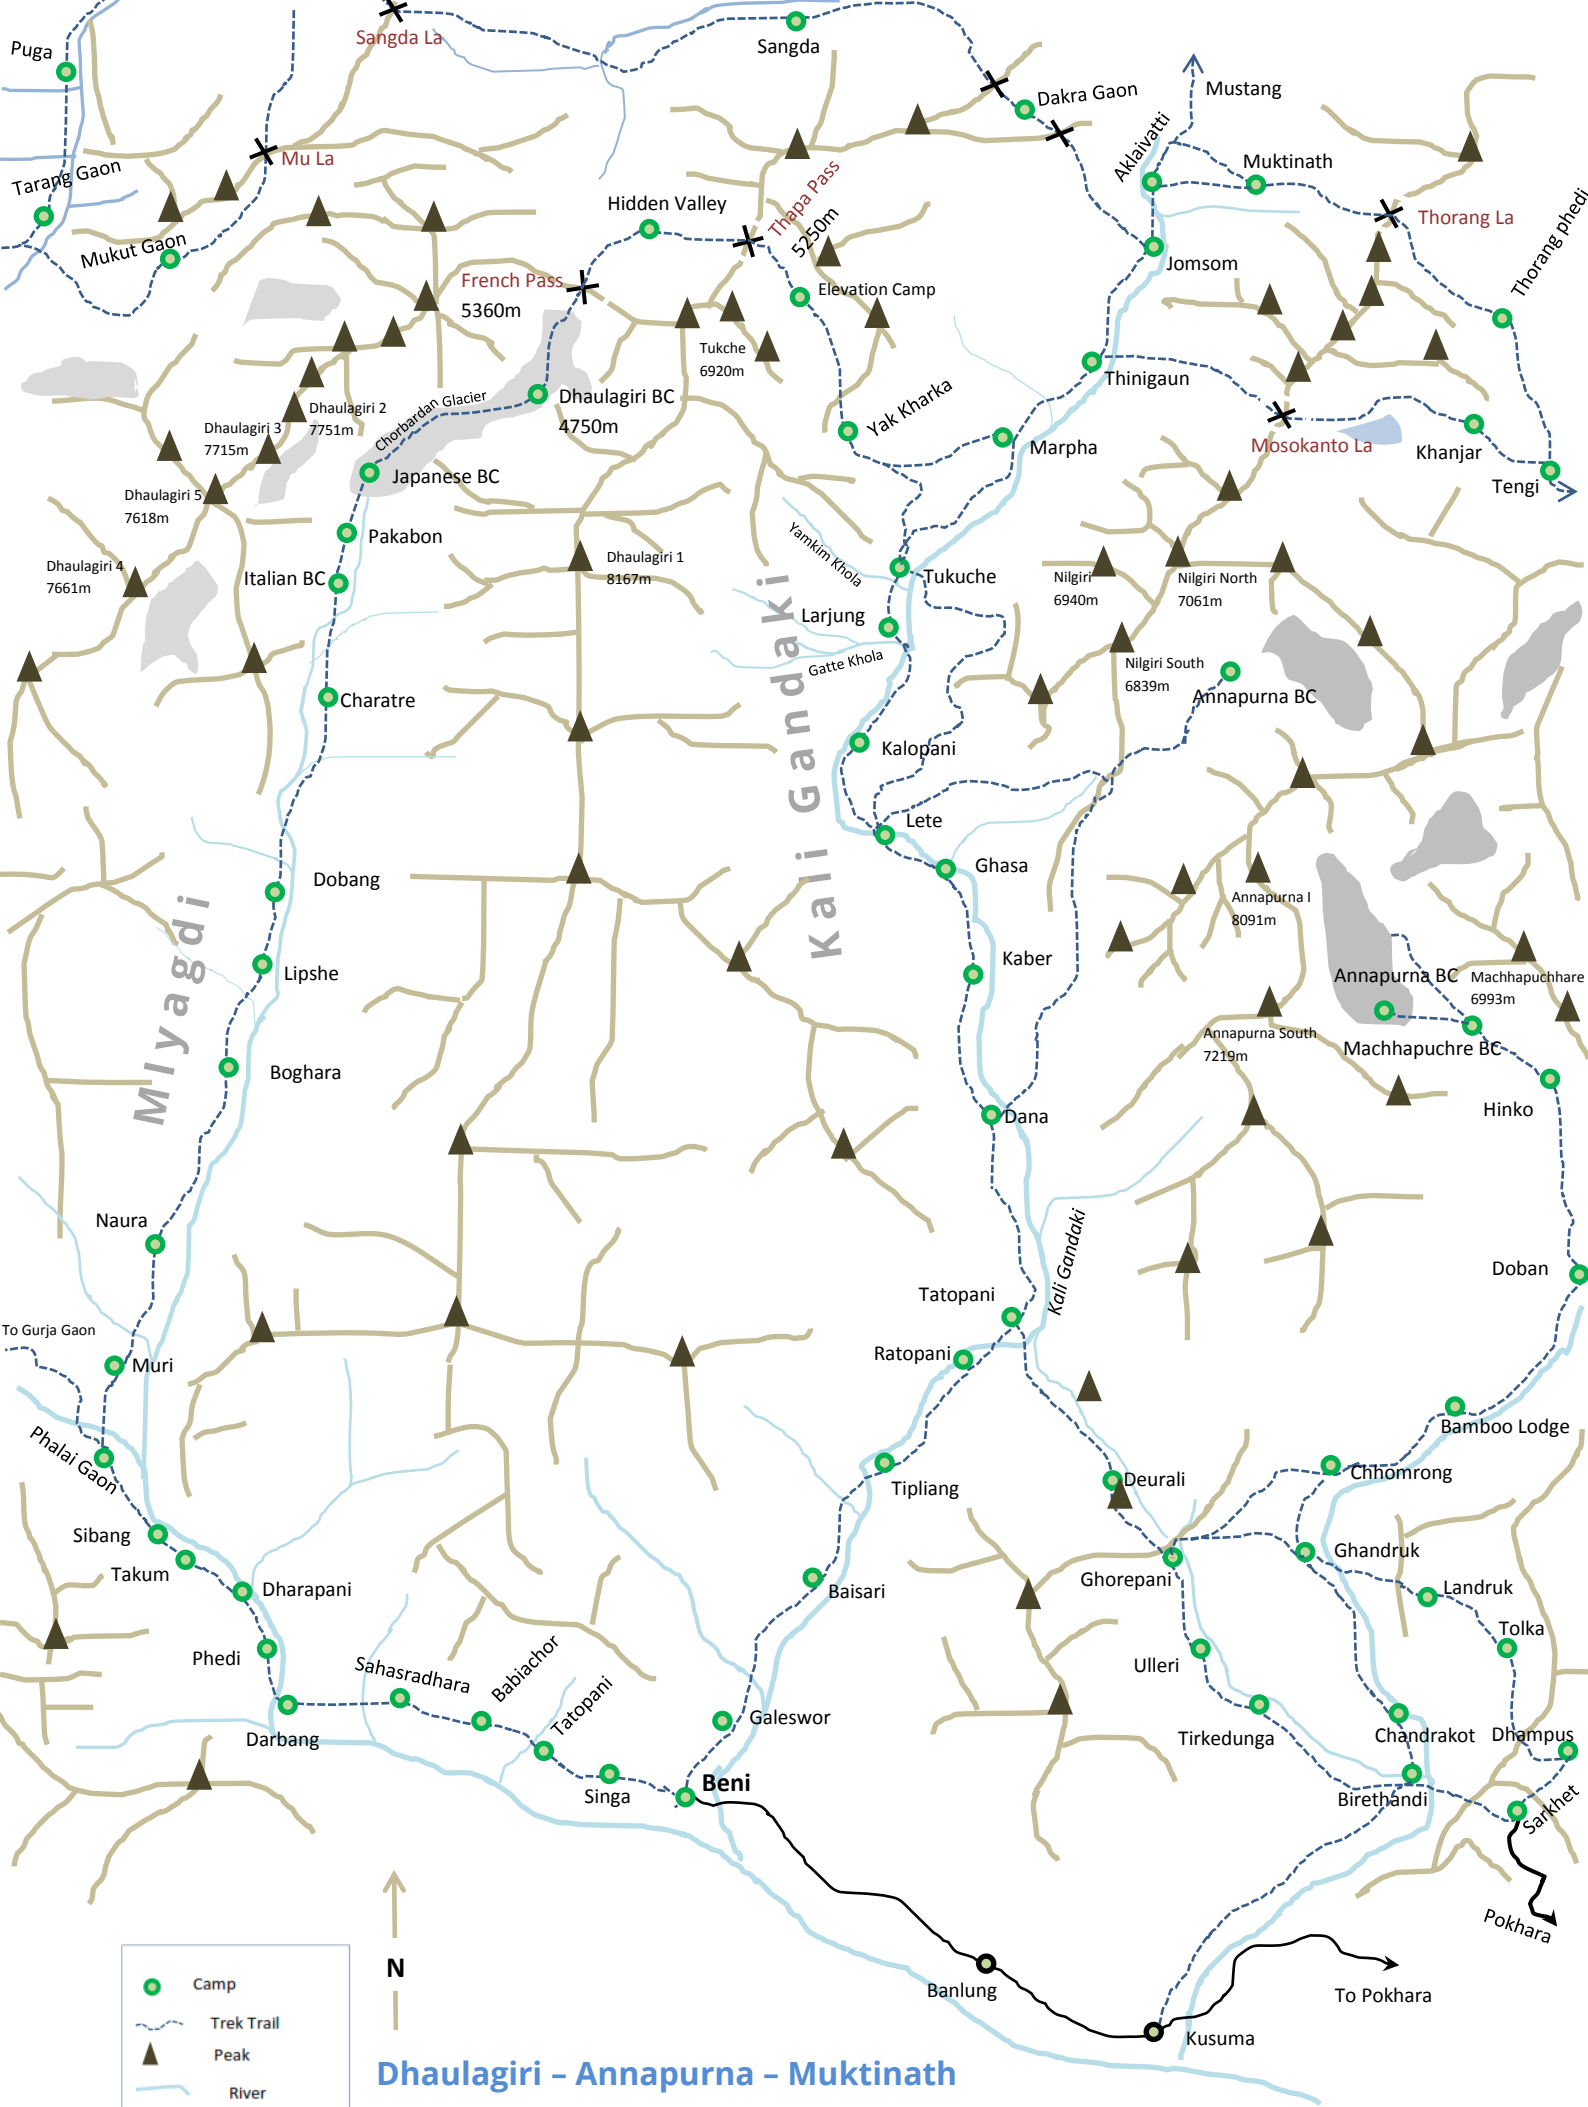 Puga
Sangda La
Sangda
Dakra Gaon
Mustang
Aklaivatti
Muktinath
Mu La
Tarang Gaon
Thapa Pass
5250m
Thorang La
Thorang phedi
Hidden Valley
Mukut Gaon
Jomsom
French Pass
5360m
Elevation Camp
Tukche
6920m
Thinigaun
Dhaulagiri BC
4750m
Chorbardan Glacier
Dhaulagiri 2
7751m
Dhaulagiri 3
7715m
Yak Kharka
Marpha
Mosokanto La
Khanjar
Tengi
Japanese BC
Dhaulagiri 5
7618m
Pakabon
Yamkim Khola
Dhaulagiri 1
8167m
Dhaulagiri 4
7661m
Italian BC
Tukuche
Nilgiri
6940m
Nilgiri North
7061m
Larjung
Gatte Khola
Nilgiri South
6839m
Annapurna BC
Charatre
Kali Gandaki
Kalopani
Lete
Ghasa
Dobang
Annapurna I
8091m
MIyagdi
Lipshe
Kaber
Annapurna BC
Machhapuchhare
6993m
Annapurna South
7219m
Machhapuchre BC
Boghara
Dana
Hinko
Naura
Kali Gandaki
Doban
Tatopani
To Gurja Gaon
Muri
Ratopani
Bamboo Lodge
Phalai Gaon
Tipliang
Deurali
Chhomrong
Sibang
Takum
Dharapani
Ghandruk
Ghorepani
Baisari
Landruk
Tolka
Phedi
Sahasradhara
Babiachor
Tatopani
Ulleri
Galeswor
Darbang
Tirkedunga
Chandrakot
Dhampus
Singa
Beni
Birethandi
Sarkhet
Pokhara
N
Banlung
To Pokhara
Kusuma
Camp
Trek Trail
Peak
River
Dhaulagiri – Annapurna – Muktinath